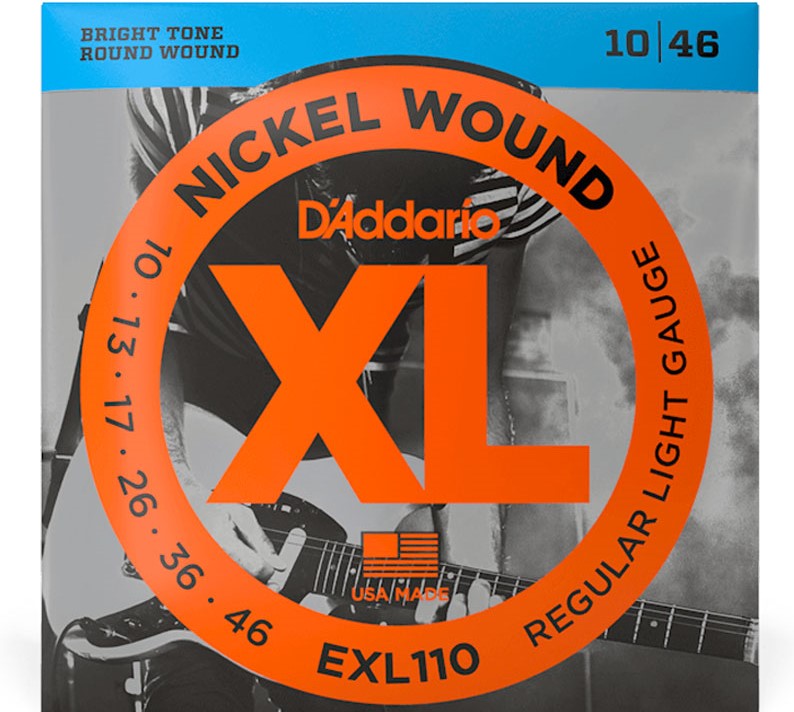 BRIGHT TONE
ROUND WOUND
10|46
NICKEL WOUND
D'Addario
XL
10 · 13 · 17 · 26 · 36 · 46
REGULAR LIGHT GAUGE
USA MADE
EXL110